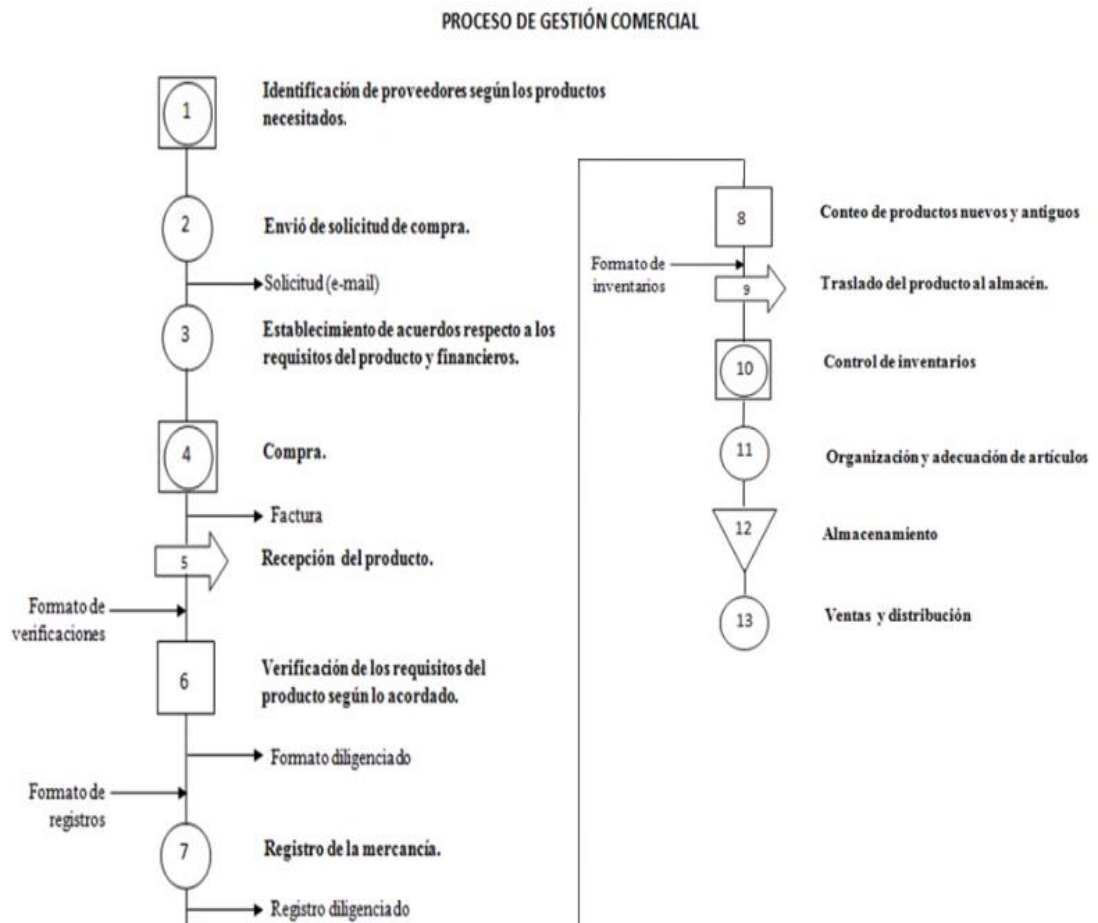 PROCESO DE GESTIÓN COMERCIAL
1
Identificación de proveedores según los productos
necesitados.
2
Envió de solicitud de compra.
Solicitud (e-mail)
3
Establecimiento de acuerdos respecto a los
requisitos del producto y financieros.
4
Compra.
Factura
5
Recepción del producto.
Formato de
verificaciones
6
Verificación de los requisitos del
producto según lo acordado.
Formato diligenciado
Formato de
registros
7
Registro de la mercancía.
Registro diligenciado
8
Conteo de productos nuevos y antiguos
Formato de
inventarios
9
Traslado del producto al almacén.
10
Control de inventarios
11
Organización y adecuación de artículos
12
Almacenamiento
13
Ventas y distribución